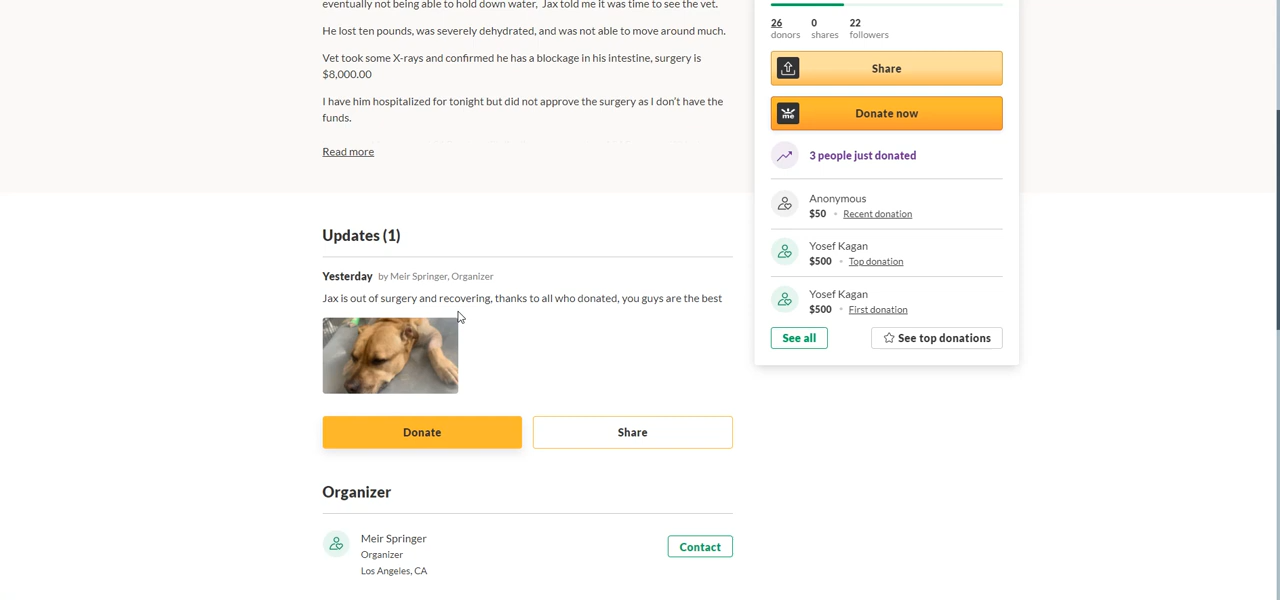 eventually not being able to hold down water,  Jax told me it was time to see the vet.
He lost ten pounds, was severely dehydrated, and was not able to move around much.
Vet took some X-rays and confirmed he has a blockage in his intestine, surgery is
$8,000.00
I have him hospitalized for tonight but did not approve the surgery as I don’t have the
funds.
Read more
Updates (1)
Yesterday by Meir Springer, Organizer
Jax is out of surgery and recovering, thanks to all who donated, you guys are the best
Donate Share
Organizer
Meir Springer
Organizer
Los Angeles, CA
Contact
26 0 22
donors shares followers
Share
me Donate now
3 people just donated
Anonymous
$50 • Recent donation
Yosef Kagan
$500 • Top donation
Yosef Kagan
$500 • First donation
See all See top donations